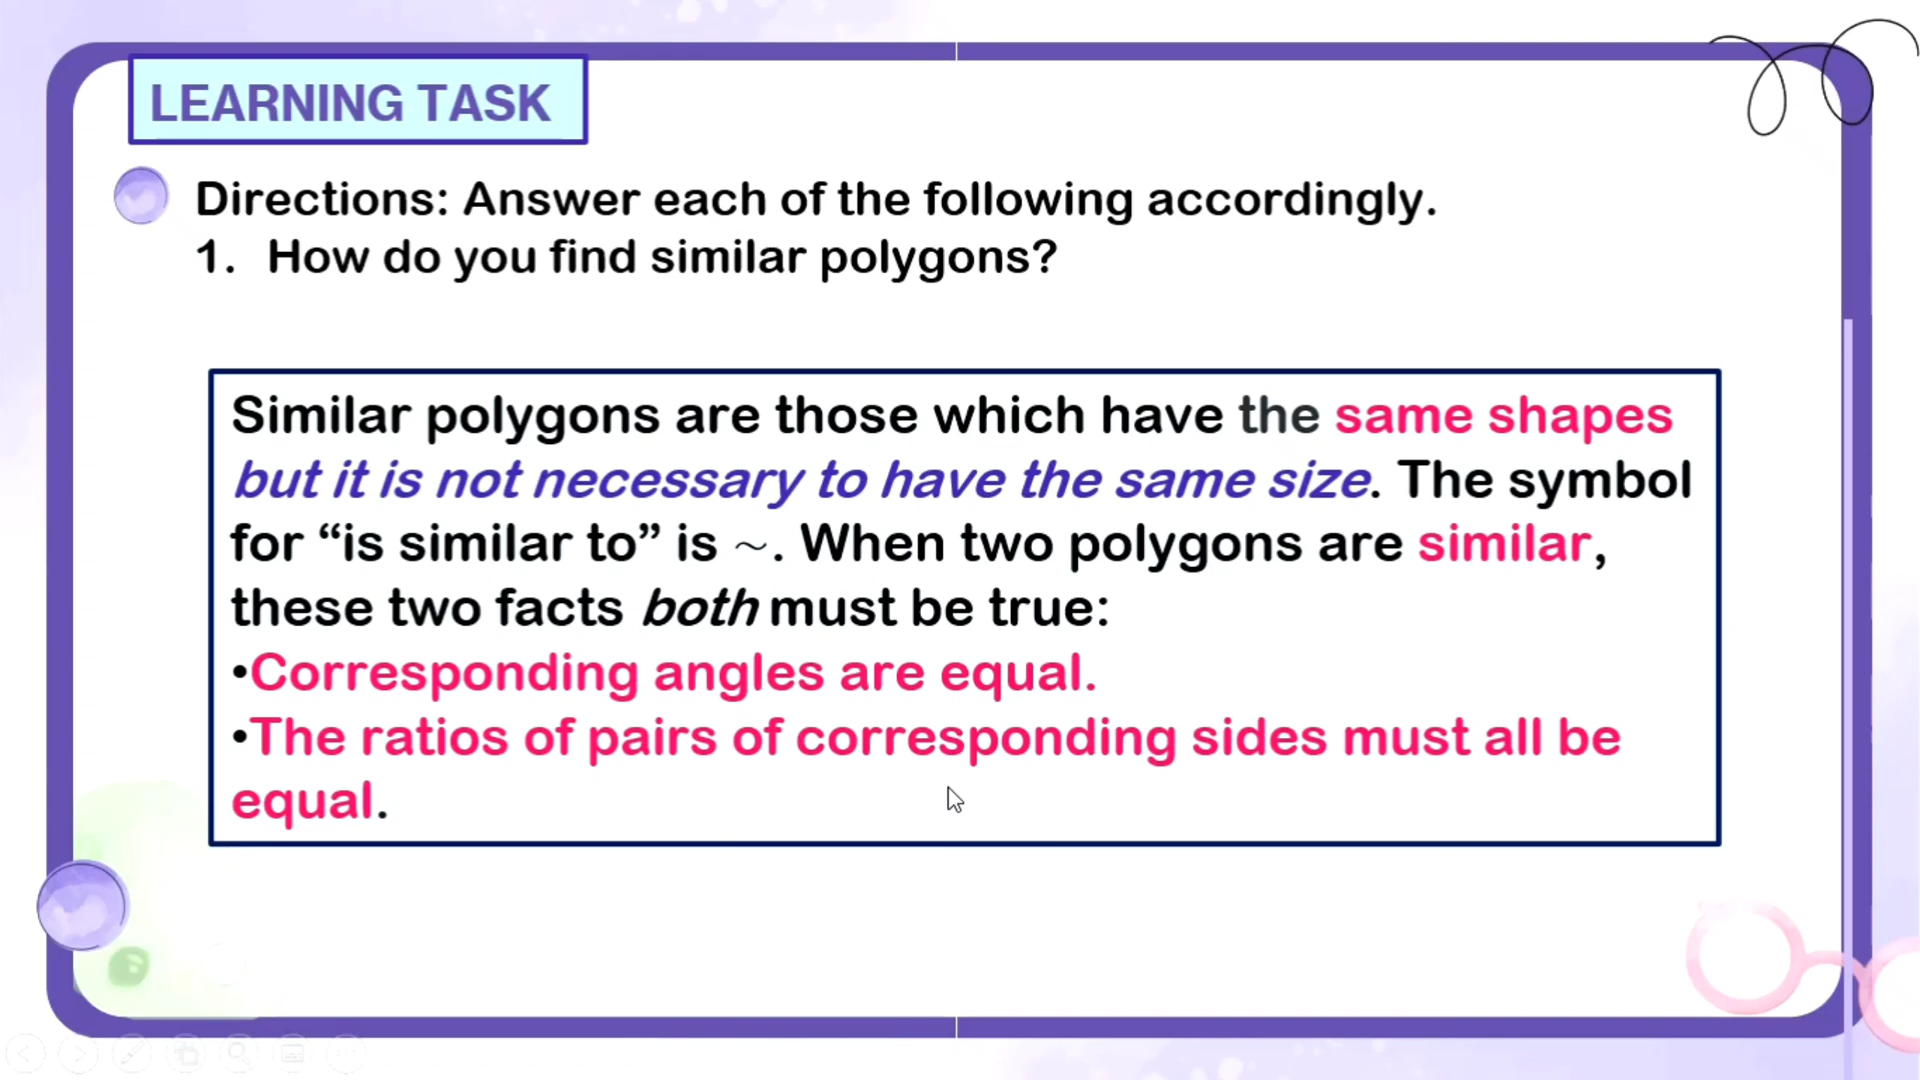 LEARNING TASK
Directions: Answer each of the following accordingly.
1. How do you find similar polygons?
Similar polygons are those which have the same shapes
but it is not necessary to have the same size. The symbol
for “is similar to” is ~. When two polygons are similar,
these two facts both must be true:
•Corresponding angles are equal.
•The ratios of pairs of corresponding sides must all be
equal.